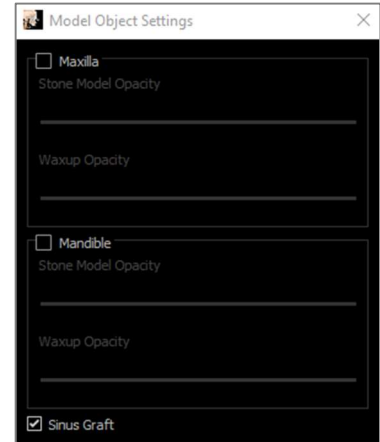 Model Object Settings
Maxilla
Stone Model Opacity
Waxup Opacity
Mandible
Stone Model Opacity
Waxup Opacity
Sinus Graft